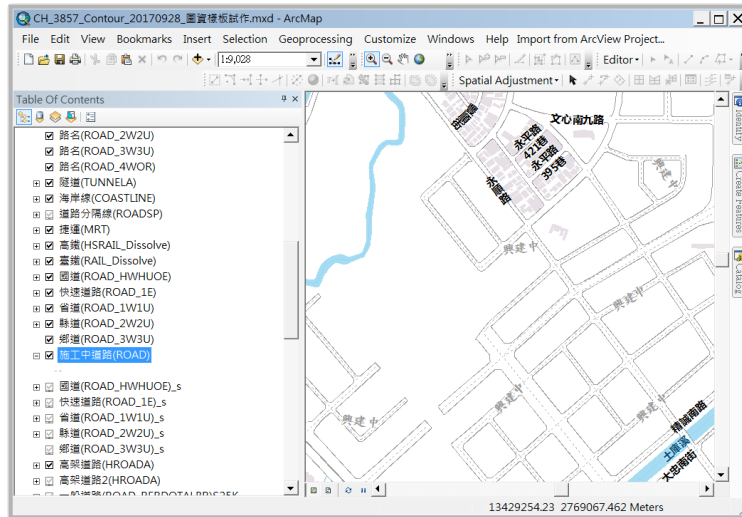 CH_3857_Contour_20170928_圖資樣板試作.mxd - ArcMap
File Edit View Bookmarks Insert Selection Geoprocessing Customize Windows Help Import from ArcView Project...
1:9,028
Editor
Spatial Adjustment
Table Of Contents
路名(ROAD_2W2U)
路名(ROAD_3W3U)
路名(ROAD_4WOR)
隧道(TUNNELA)
海岸線(COASTLINE)
道路分隔線(ROADSP)
捷運(MRT)
高鐵(HSRAIL_Dissolve)
臺鐵(RAIL_Dissolve)
國道(ROAD_HWHUOE)
快速道路(ROAD_1E)
省道(ROAD_1W1U)
縣道(ROAD_2W2U)
鄉道(ROAD_3W3U)
施工中道路(ROAD)
國道(ROAD_HWHUOE)_s
快速道路(ROAD_1E)_s
省道(ROAD_1W1U)_s
縣道(ROAD_2W2U)_s
鄉道(ROAD_3W3U)_s
高架道路(HROADA)
高架道路2(HROADA)
文心南九路
永平路
421巷
永平路
395巷
永順路
興建中
興建中
興建中
興建中
興建中
興建中
精誠南路
土庫溪
大忠南街
Identify
Create Features
Catalog
13429254.23 2769067.462 Meters